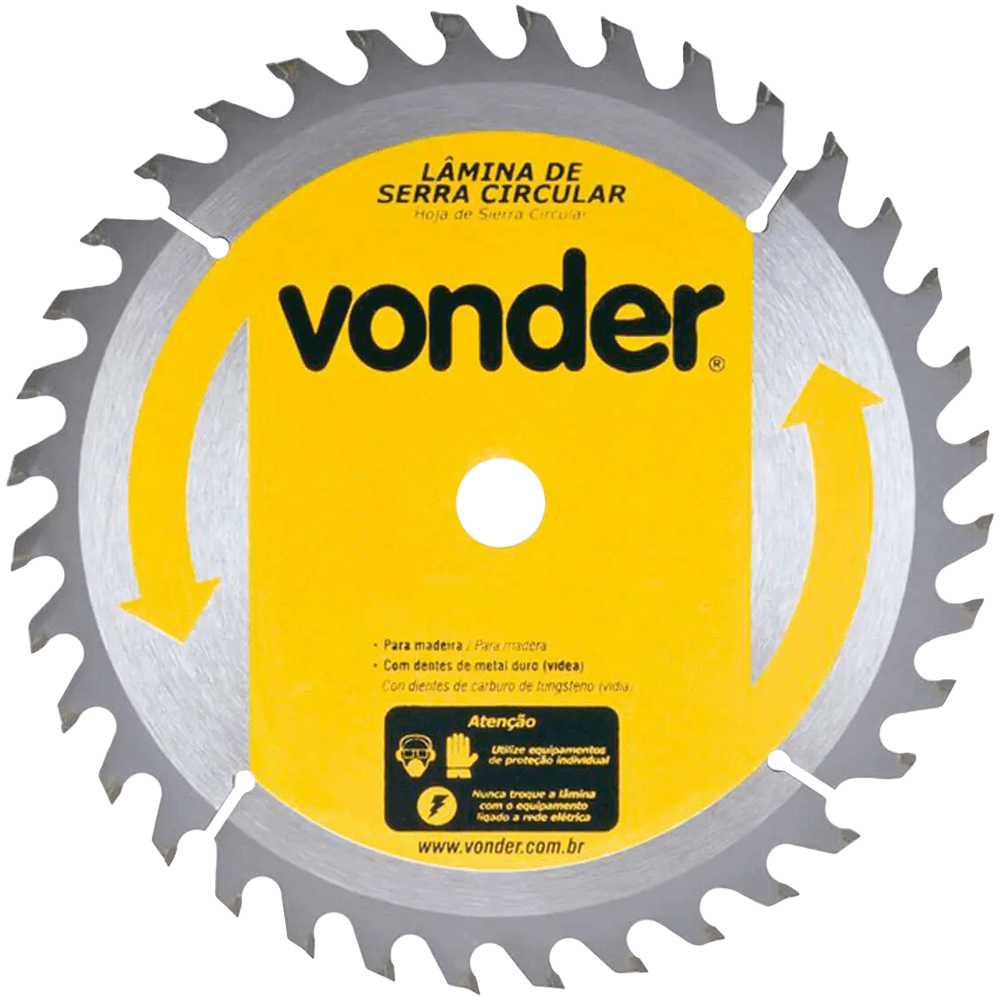 LÂMINA DE
SERRA CIRCULAR
Hoja de Sierra Circular
vonder®
• Para madeira / Para madera
• Com dentes de metal duro (vídea)
Con dientes de carburo de tungsteno (vidia)
Atenção
Utilize equipamentos
de proteção individual
Nunca troque a lâmina
com o equipamento
ligado a rede elétrica
www.vonder.com.br